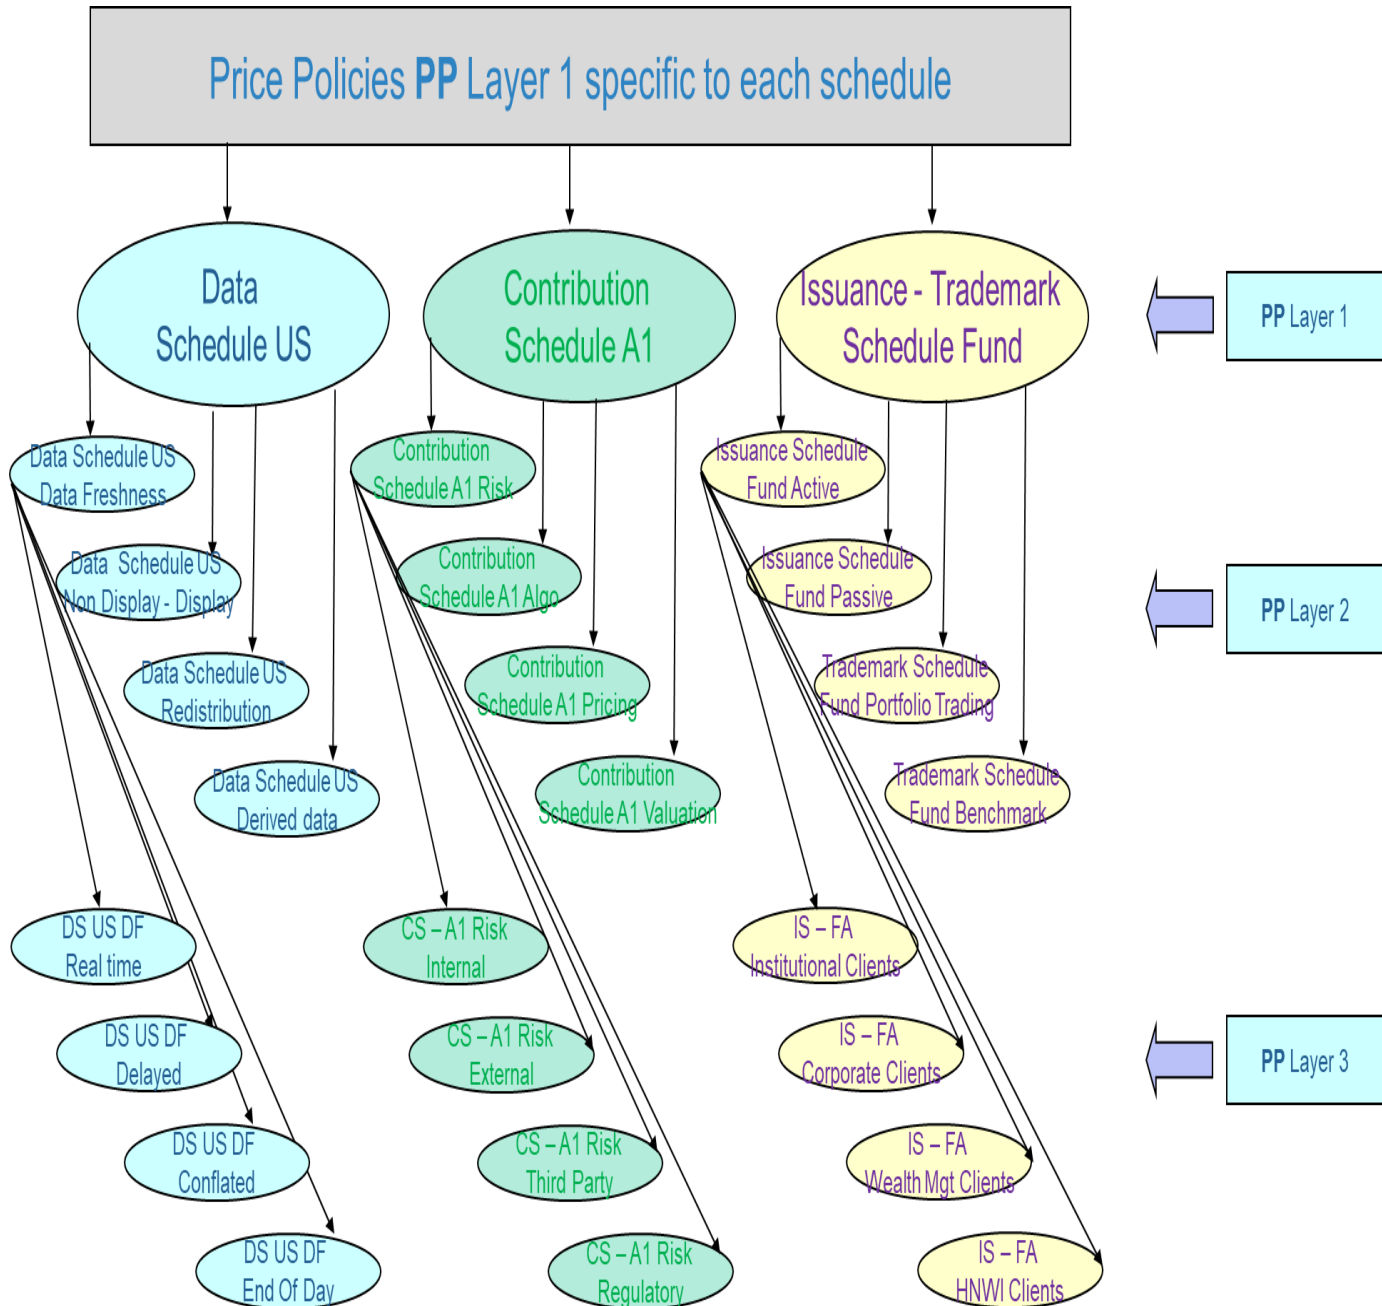 Price Policies PP Layer 1 specific to each schedule
Data
Schedule US
Contribution
Schedule A1
Issuance - Trademark
Schedule Fund
PP Layer 1
Data Schedule US
Data Freshness
Contribution
Schedule A1 Risk
Issuance Schedule
Fund Active
Data Schedule US
Non Display - Display
Contribution
Schedule A1 Algo
Issuance Schedule
Fund Passive
PP Layer 2
Data Schedule US
Redistribution
Contribution
Schedule A1 Pricing
Trademark Schedule
Fund Portfolio Trading
Data Schedule US
Derived data
Contribution
Schedule A1 Valuation
Trademark Schedule
Fund Benchmark
DS US DF
Real time
CS – A1 Risk
Internal
IS – FA
Institutional Clients
DS US DF
Delayed
CS – A1 Risk
External
IS – FA
Corporate Clients
PP Layer 3
DS US DF
Conflated
CS – A1 Risk
Third Party
IS – FA
Wealth Mgt Clients
DS US DF
End Of Day
CS – A1 Risk
Regulatory
IS – FA
HNWI Clients